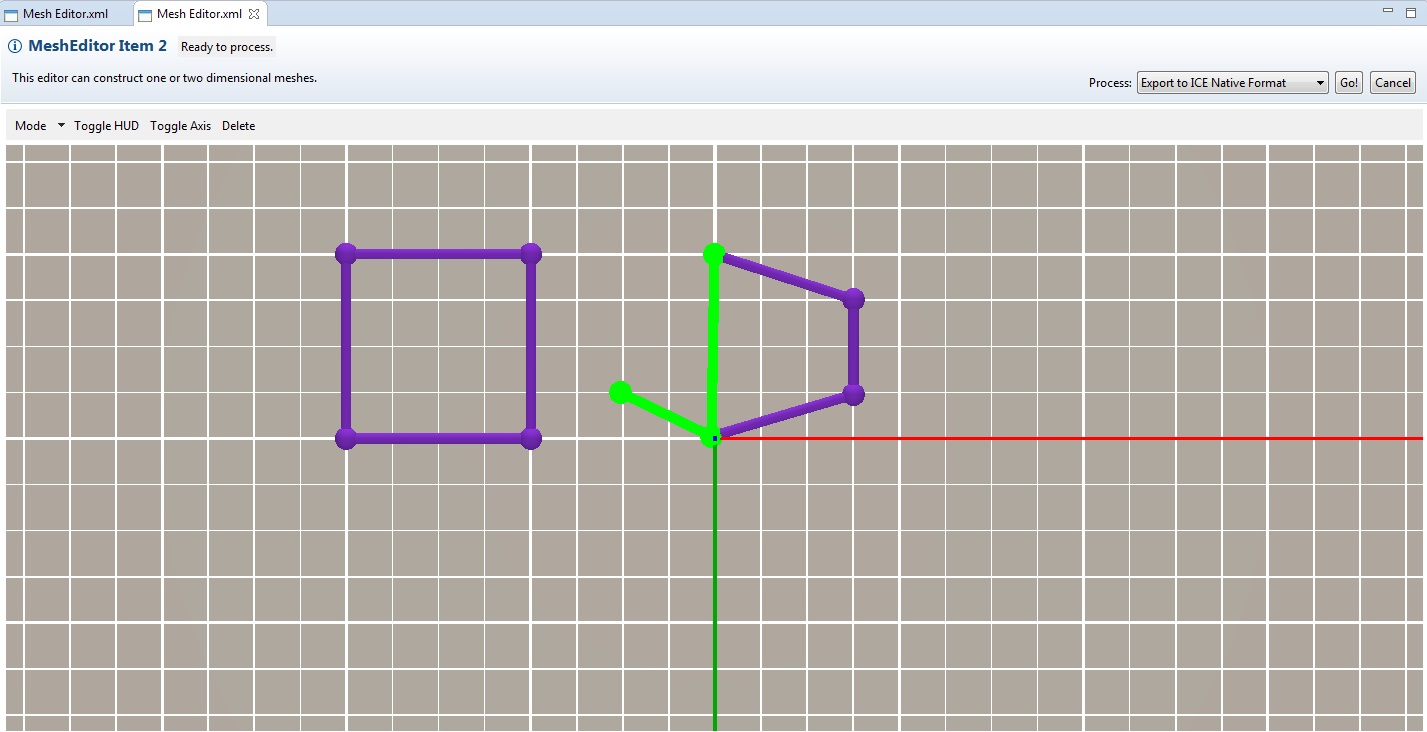 Mesh Editor.xml Mesh Editor.xml
MeshEditor Item 2 Ready to process.
This editor can construct one or two dimensional meshes.
Process: Export to ICE Native Format Go! Cancel
Mode Toggle HUD Toggle Axis Delete